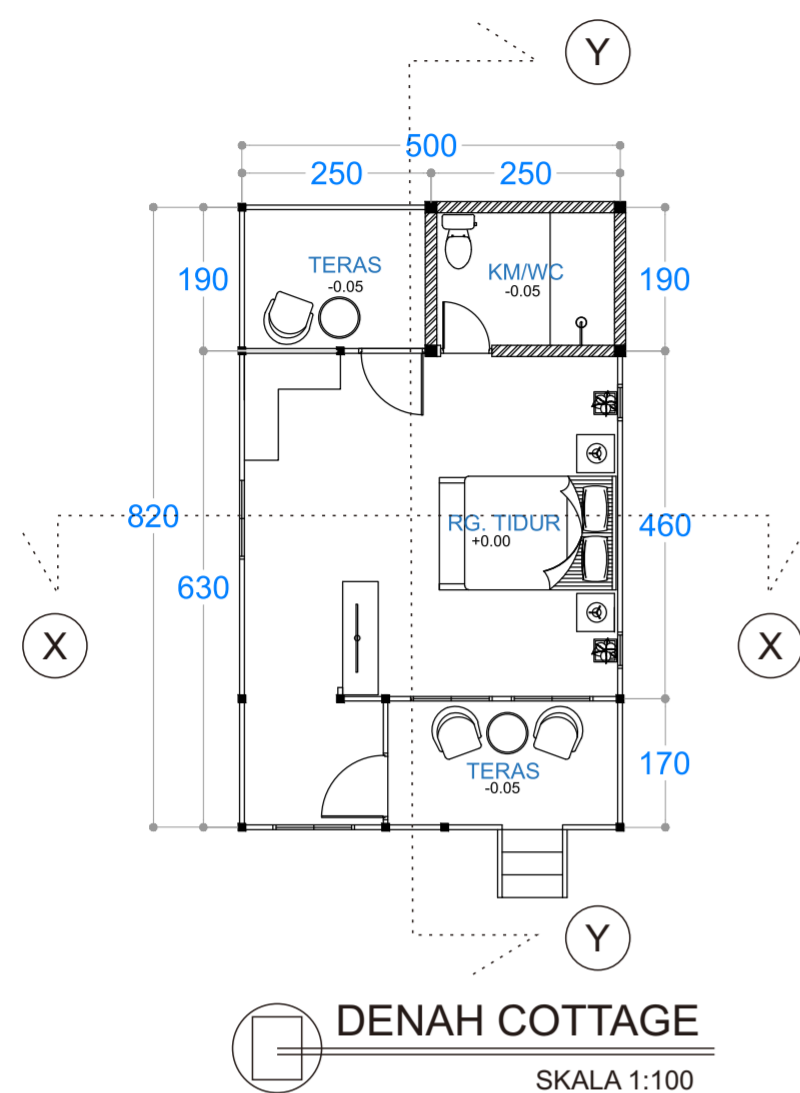 Y
500
250
250
190
TERAS
-0.05
KM/WC
-0.05
190
820
RG. TIDUR
+0.00
460
630
X
X
170
TERAS
-0.05
Y
DENAH COTTAGE
SKALA 1:100